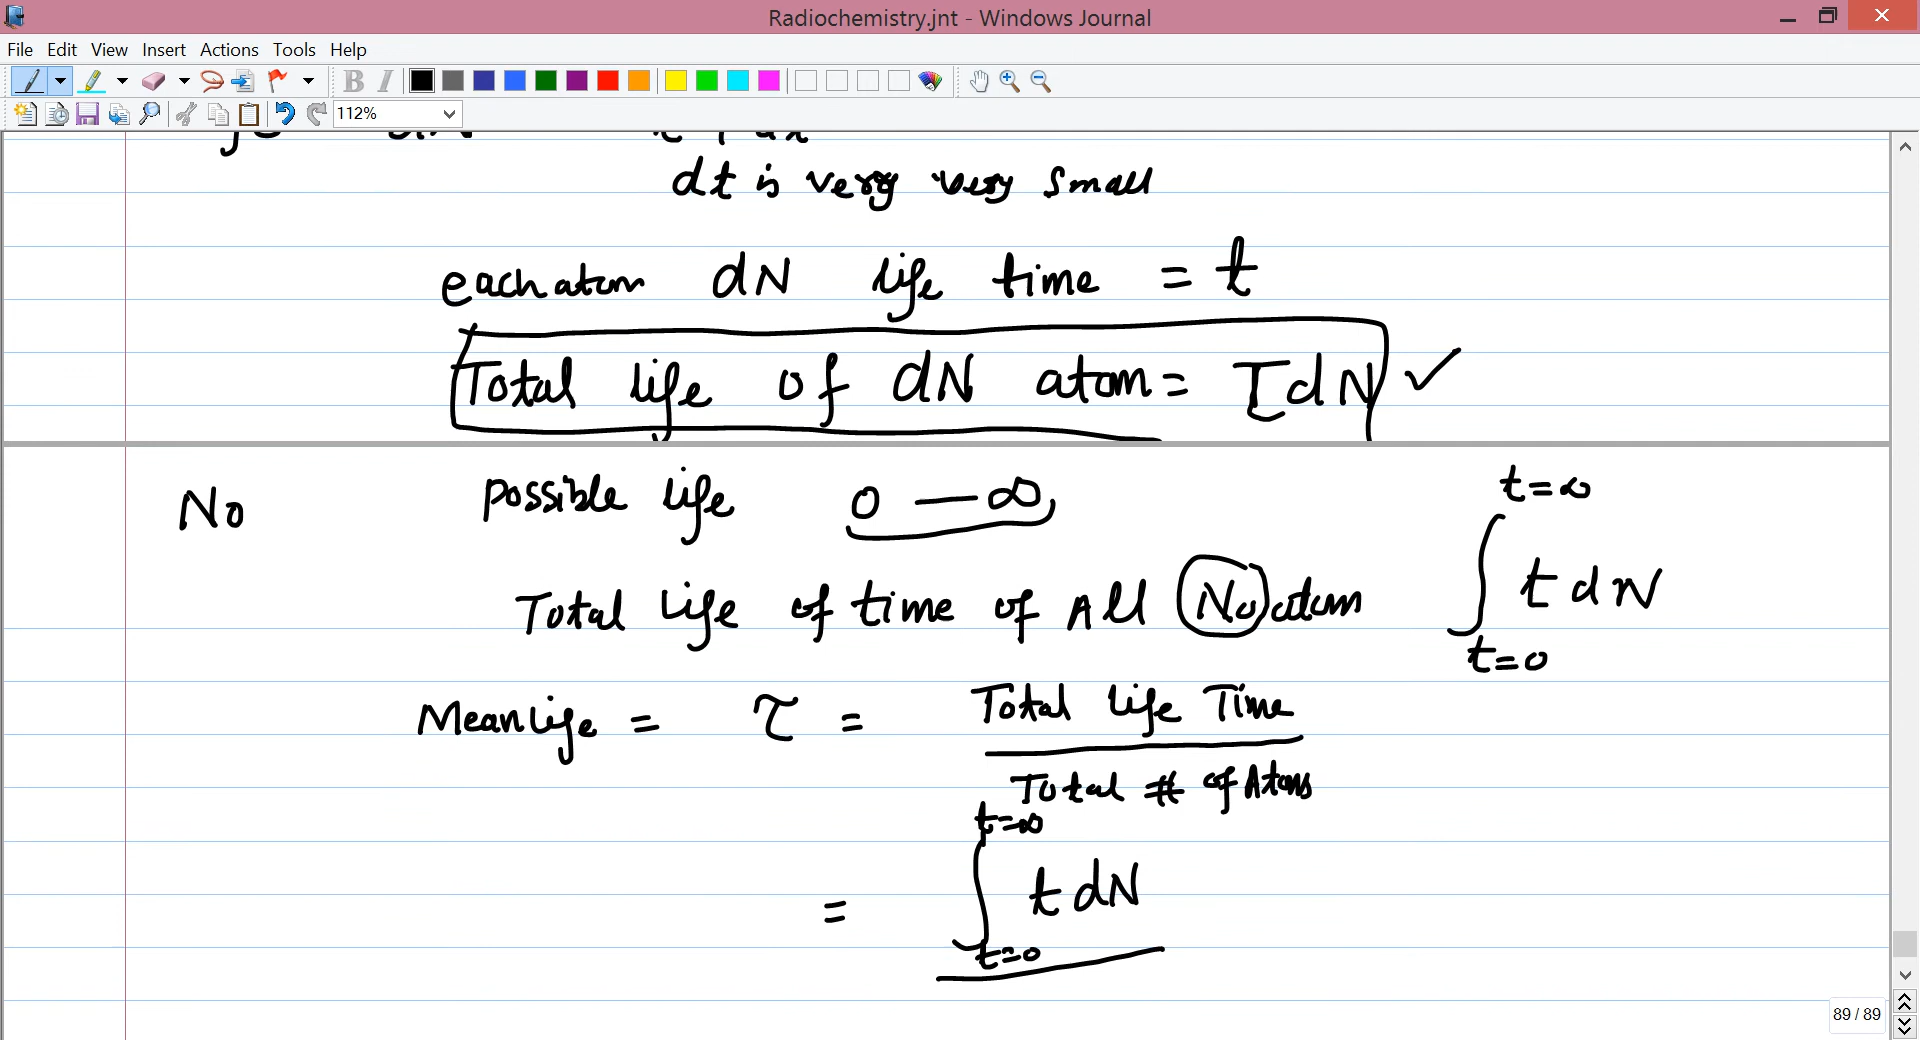 Radiochemistry.jnt - Windows Journal
File Edit View Insert Actions Tools Help
B I
112%
dt is very very small
each atom dN life time = t
Total life of dN atom = τdN ✓
No possible life 0 — ∞
t=∞
Total life of time of All No atom ∫ t dN
t=0
Mean life = τ = Total life Time
Total # of Atoms
t=∞
= ∫ t dN
t=0
89 / 89